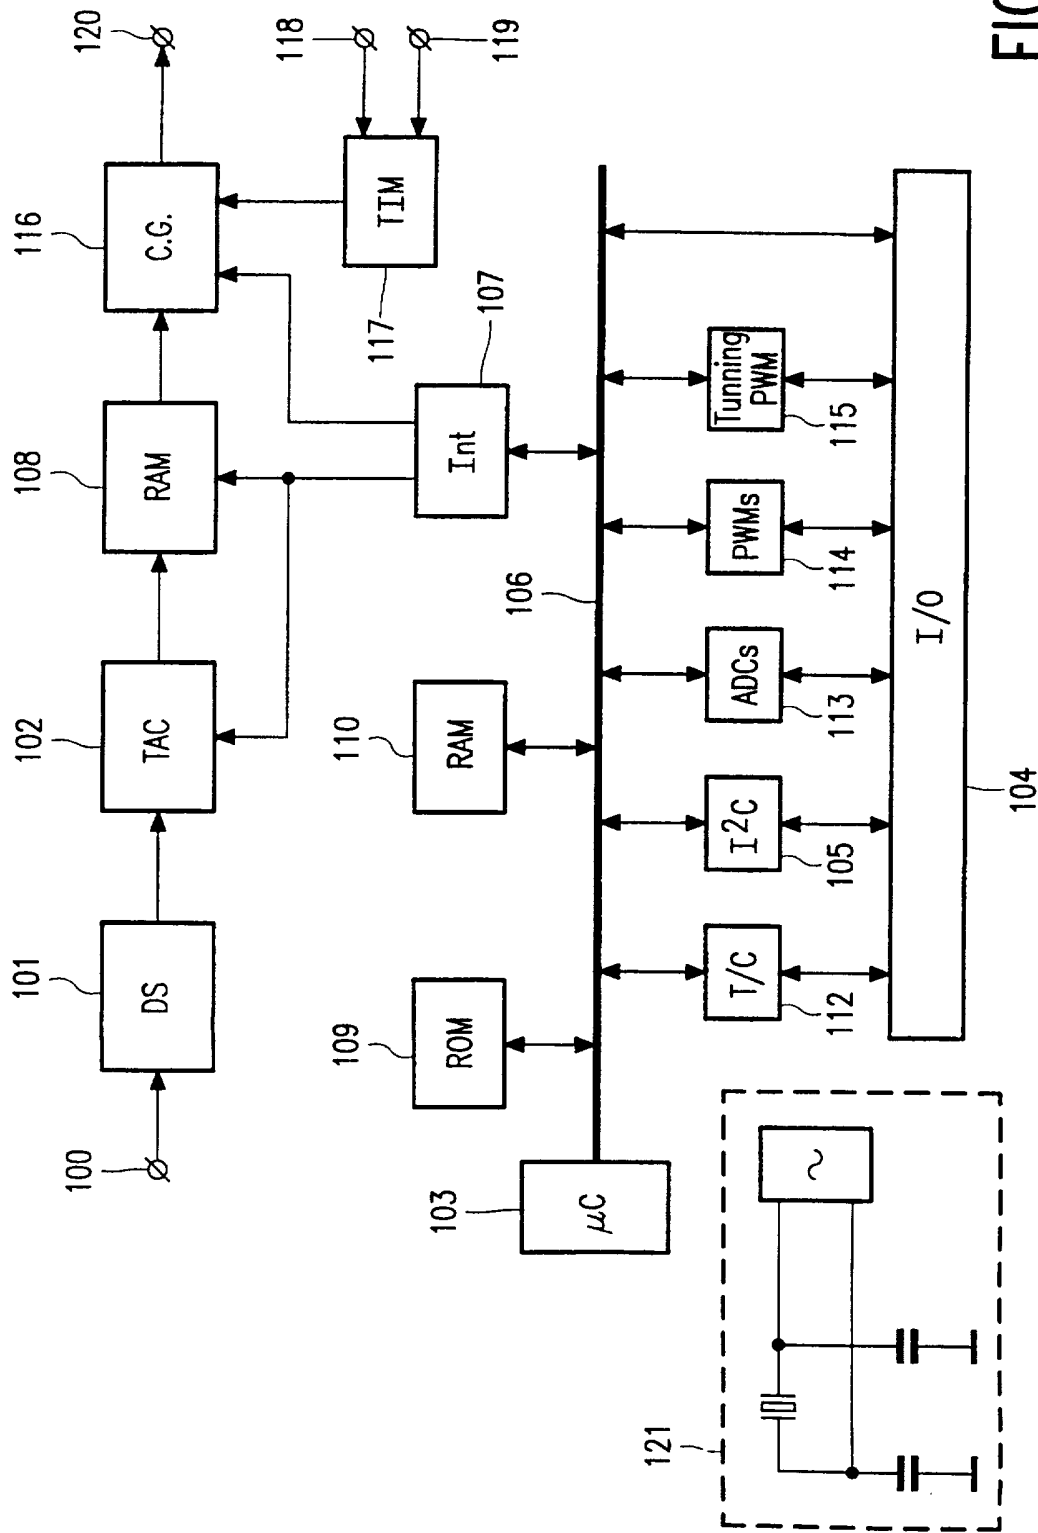 100
101
DS
102
TAC
108
RAM
116
C.G.
120
118
119
TIM
117
109
ROM
110
RAM
Int
107
103
μC
106
T/C
112
I²C
105
ADCs
113
PWMs
114
Tunning
PWM
115
I/O
104
121
~